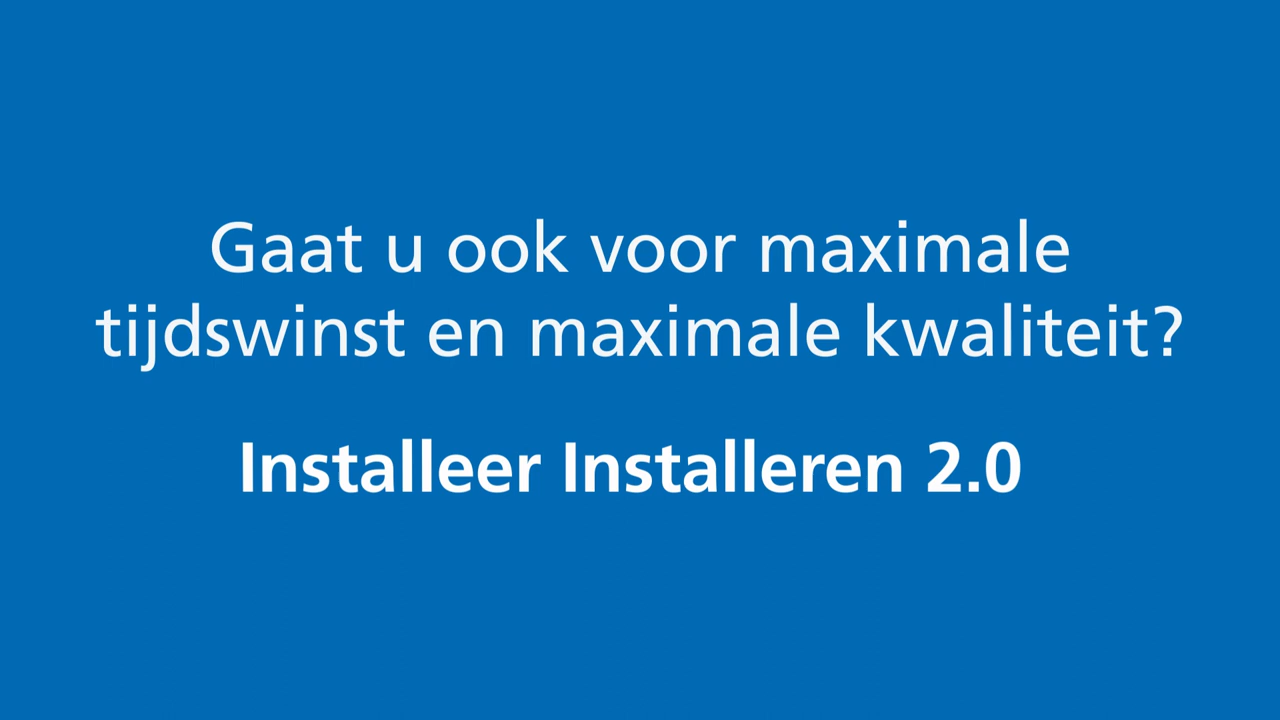 Gaat u ook voor maximale
tijdswinst en maximale kwaliteit?
Installeer Installeren 2.0